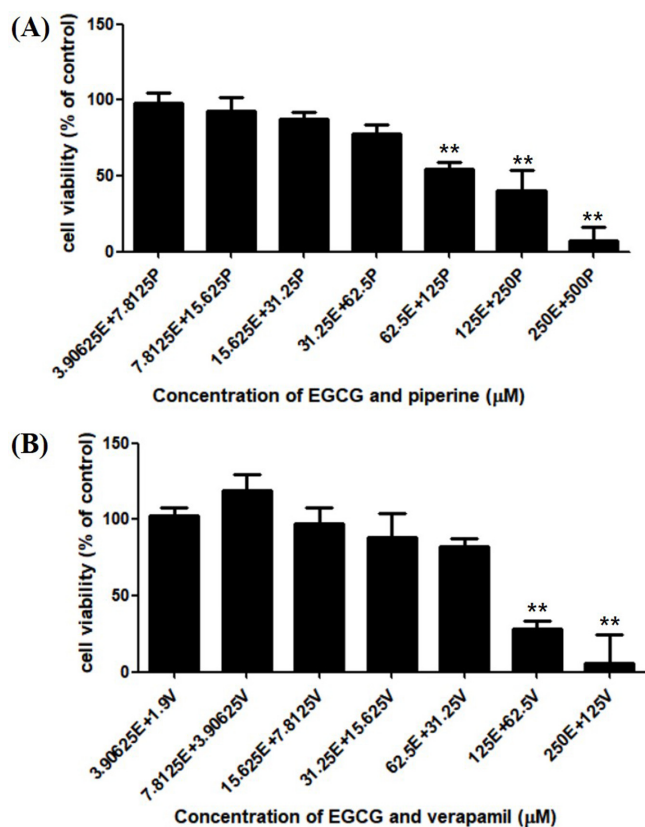 (A)
cell viability (% of control)
150
100
50
0
** ** **
3.90625E+7.8125P
7.8125E+15.625P
15.625E+31.25P
31.25E+62.5P
62.5E+125P
125E+250P
250E+500P
Concentration of EGCG and piperine (µM)
(B)
cell viability (% of control)
150
100
50
0
** **
3.90625E+1.9V
7.8125E+3.90625V
15.625E+7.8125V
31.25E+15.625V
62.5E+31.25V
125E+62.5V
250E+125V
Concentration of EGCG and verapamil (µM)